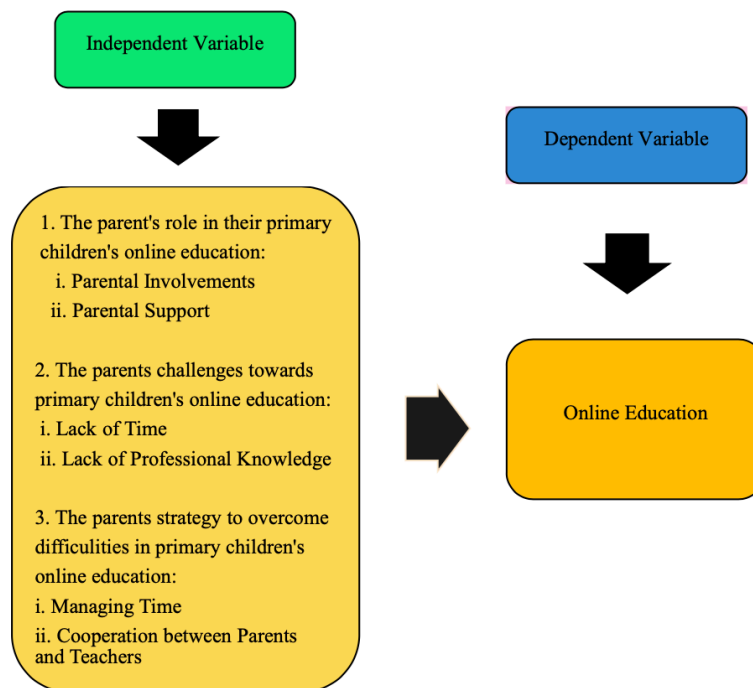 Independent Variable
Dependent Variable
1. The parent's role in their primary
children's online education:
i. Parental Involvements
ii. Parental Support
2. The parents challenges towards
primary children's online education:
i. Lack of Time
ii. Lack of Professional Knowledge
3. The parents strategy to overcome
difficulities in primary children's
online education:
i. Managing Time
ii. Cooperation between Parents
and Teachers
Online Education